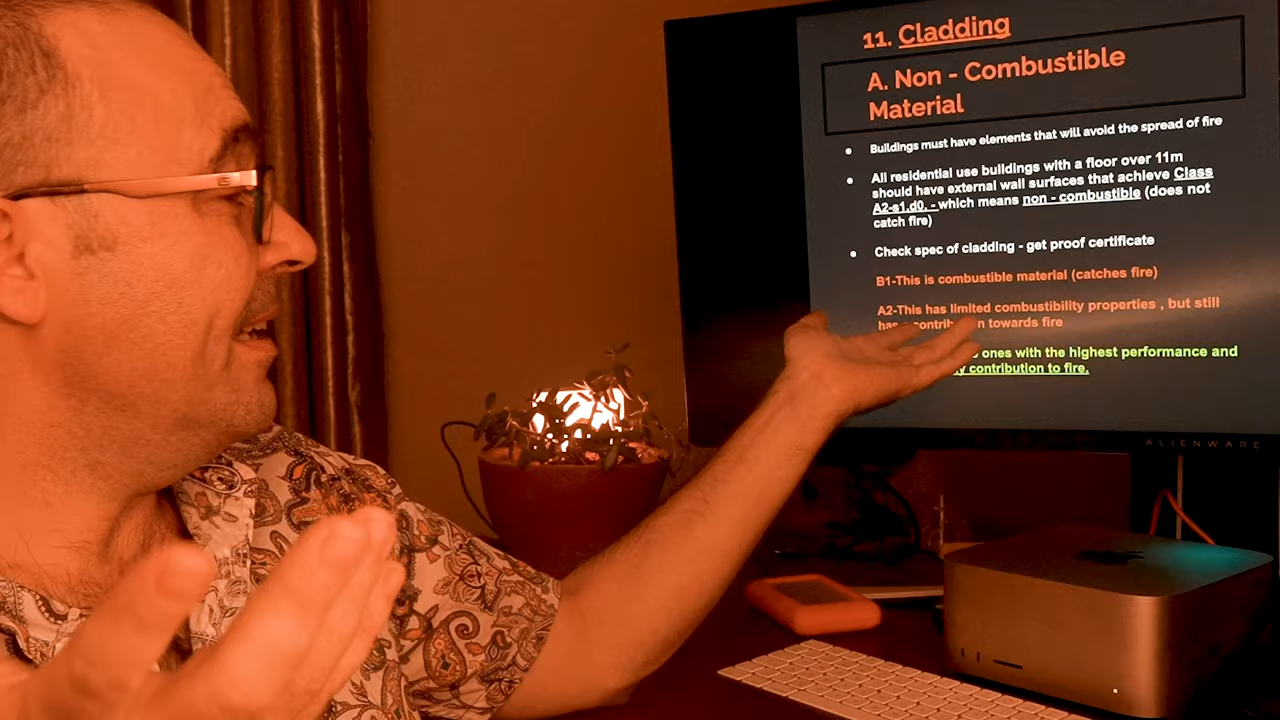 11. Cladding
A. Non - Combustible
Material
Buildings must have elements that will avoid the spread of fire
All residential use buildings with a floor over 11m
should have external wall surfaces that achieve Class
A2-s1.d0. - which means non - combustible (does not
catch fire)
Check spec of cladding - get proof certificate
B1-This is combustible material (catches fire)
A2-This has limited combustibility properties , but still
towards fire
ones with the highest performance and
contribution to fire.
ALIENWARE